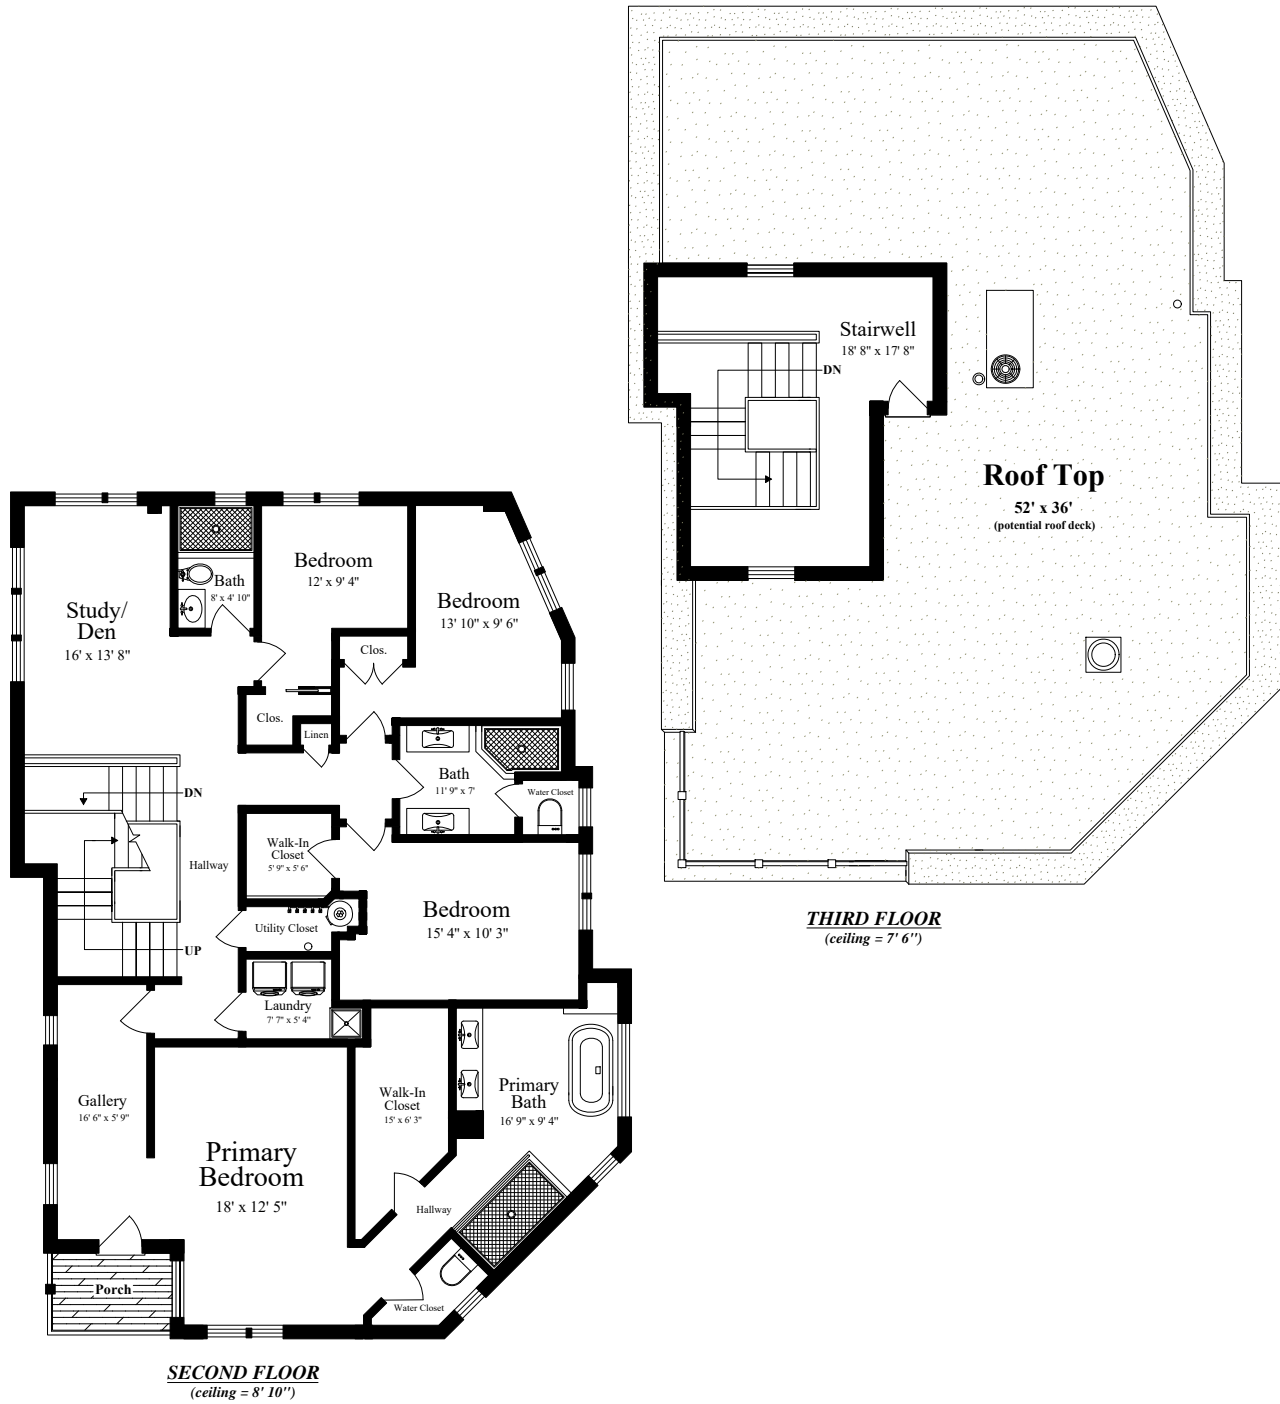 Stairwell
18' 8" x 17' 8"
DN
Roof Top
52' x 36'
(potential roof deck)
THIRD FLOOR
(ceiling = 7' 6")
Study/
Den
16' x 13' 8"
Bath
8' x 4' 10"
Bedroom
12' x 9' 4"
Bedroom
13' 10" x 9' 6"
Clos.
Clos.
Linen
Bath
11' 9" x 7'
Water Closet
DN
Hallway
UP
Walk-In
Closet
5' 9" x 5' 6"
Utility Closet
Bedroom
15' 4" x 10' 3"
Laundry
7' 7" x 5' 4"
Gallery
16' 6" x 5' 9"
Primary
Bedroom
18' x 12' 5"
Walk-In
Closet
15' x 6' 3"
Primary
Bath
16' 9" x 9' 4"
Hallway
Water Closet
Porch
SECOND FLOOR
(ceiling = 8' 10")